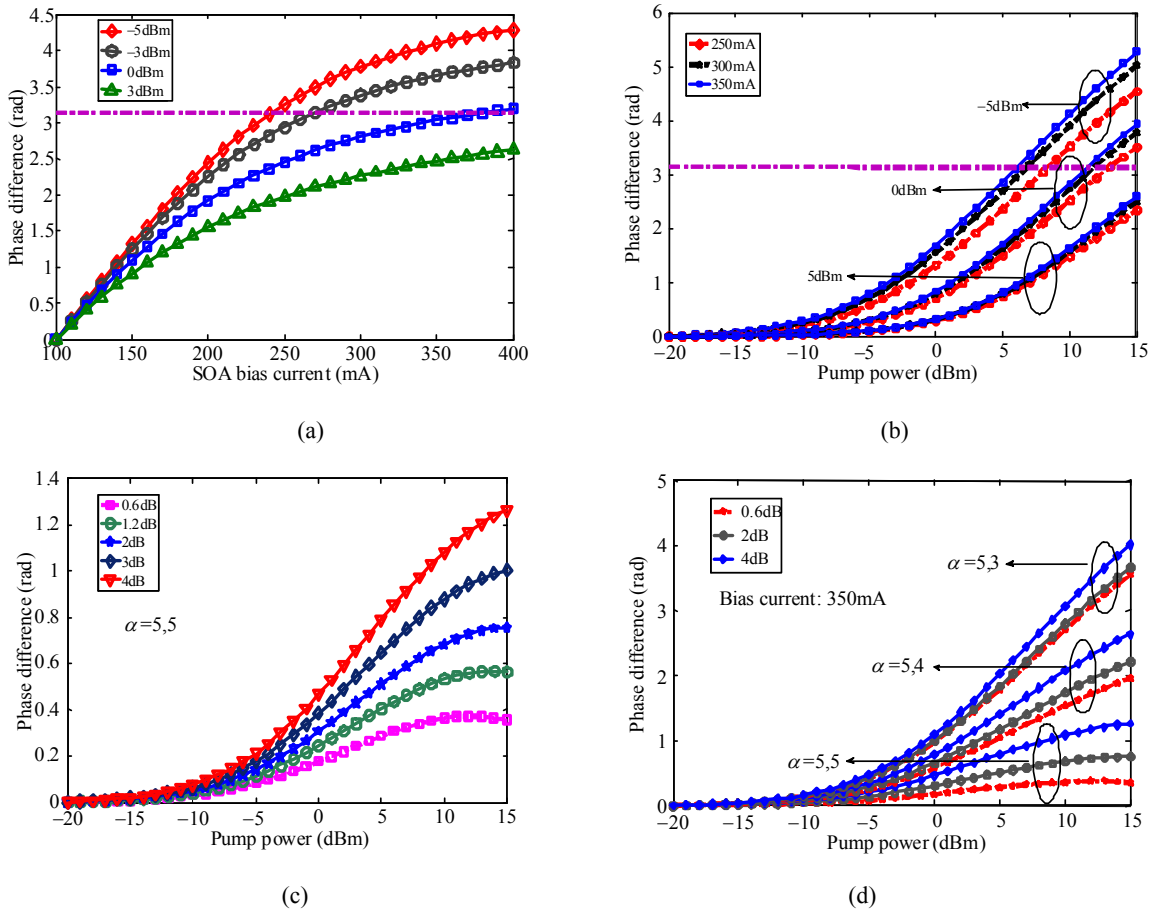 4.5
4
3.5
3
2.5
2
1.5
1
0.5
0
100 150 200 250 300 350 400
Phase difference (rad)
SOA bias current (mA)
−5dBm
−3dBm
0dBm
3dBm
(a)
6
5
4
3
2
1
0
−20 −15 −10 −5 0 5 10 15
Phase difference (rad)
Pump power (dBm)
250mA
300mA
350mA
−5dBm
0dBm
5dBm
(b)
1.4
1.2
1
0.8
0.6
0.4
0.2
0
−20 −15 −10 −5 0 5 10 15
Phase difference (rad)
Pump power (dBm)
0.6dB
1.2dB
2dB
3dB
4dB
α=5,5
(c)
5
4
3
2
1
0
−20 −15 −10 −5 0 5 10 15
Phase difference (rad)
Pump power (dBm)
0.6dB
2dB
4dB
α=5,3
Bias current: 350mA
α=5,4
α=5,5
(d)